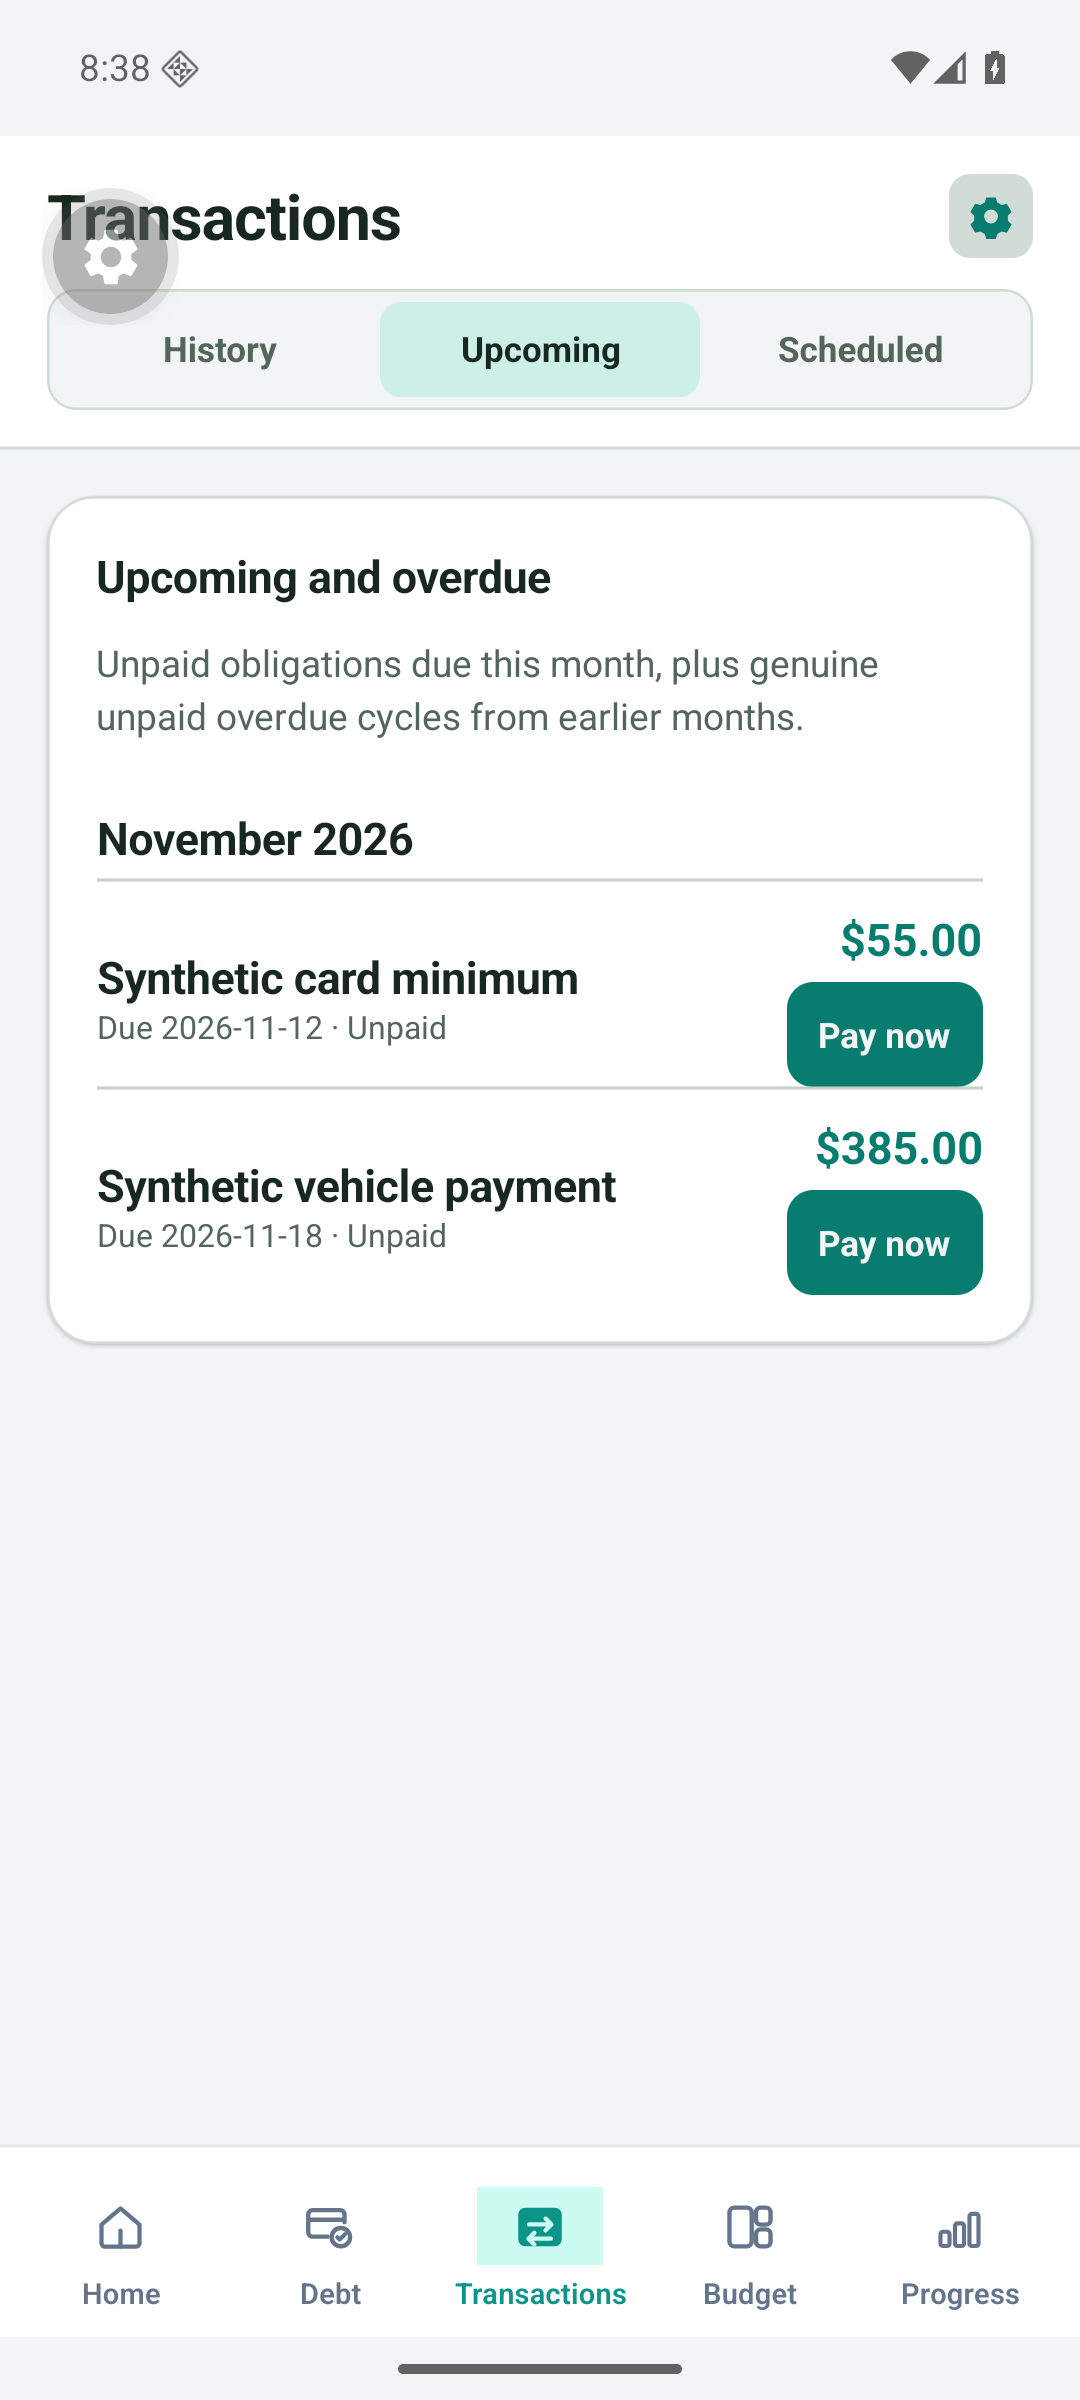 8:38
Transactions
History
Upcoming
Scheduled
Upcoming and overdue
Unpaid obligations due this month, plus genuine
unpaid overdue cycles from earlier months.
November 2026
$55.00
Synthetic card minimum
Due 2026-11-12 · Unpaid
Pay now
$385.00
Synthetic vehicle payment
Due 2026-11-18 · Unpaid
Pay now
Home
Debt
Transactions
Budget
Progress